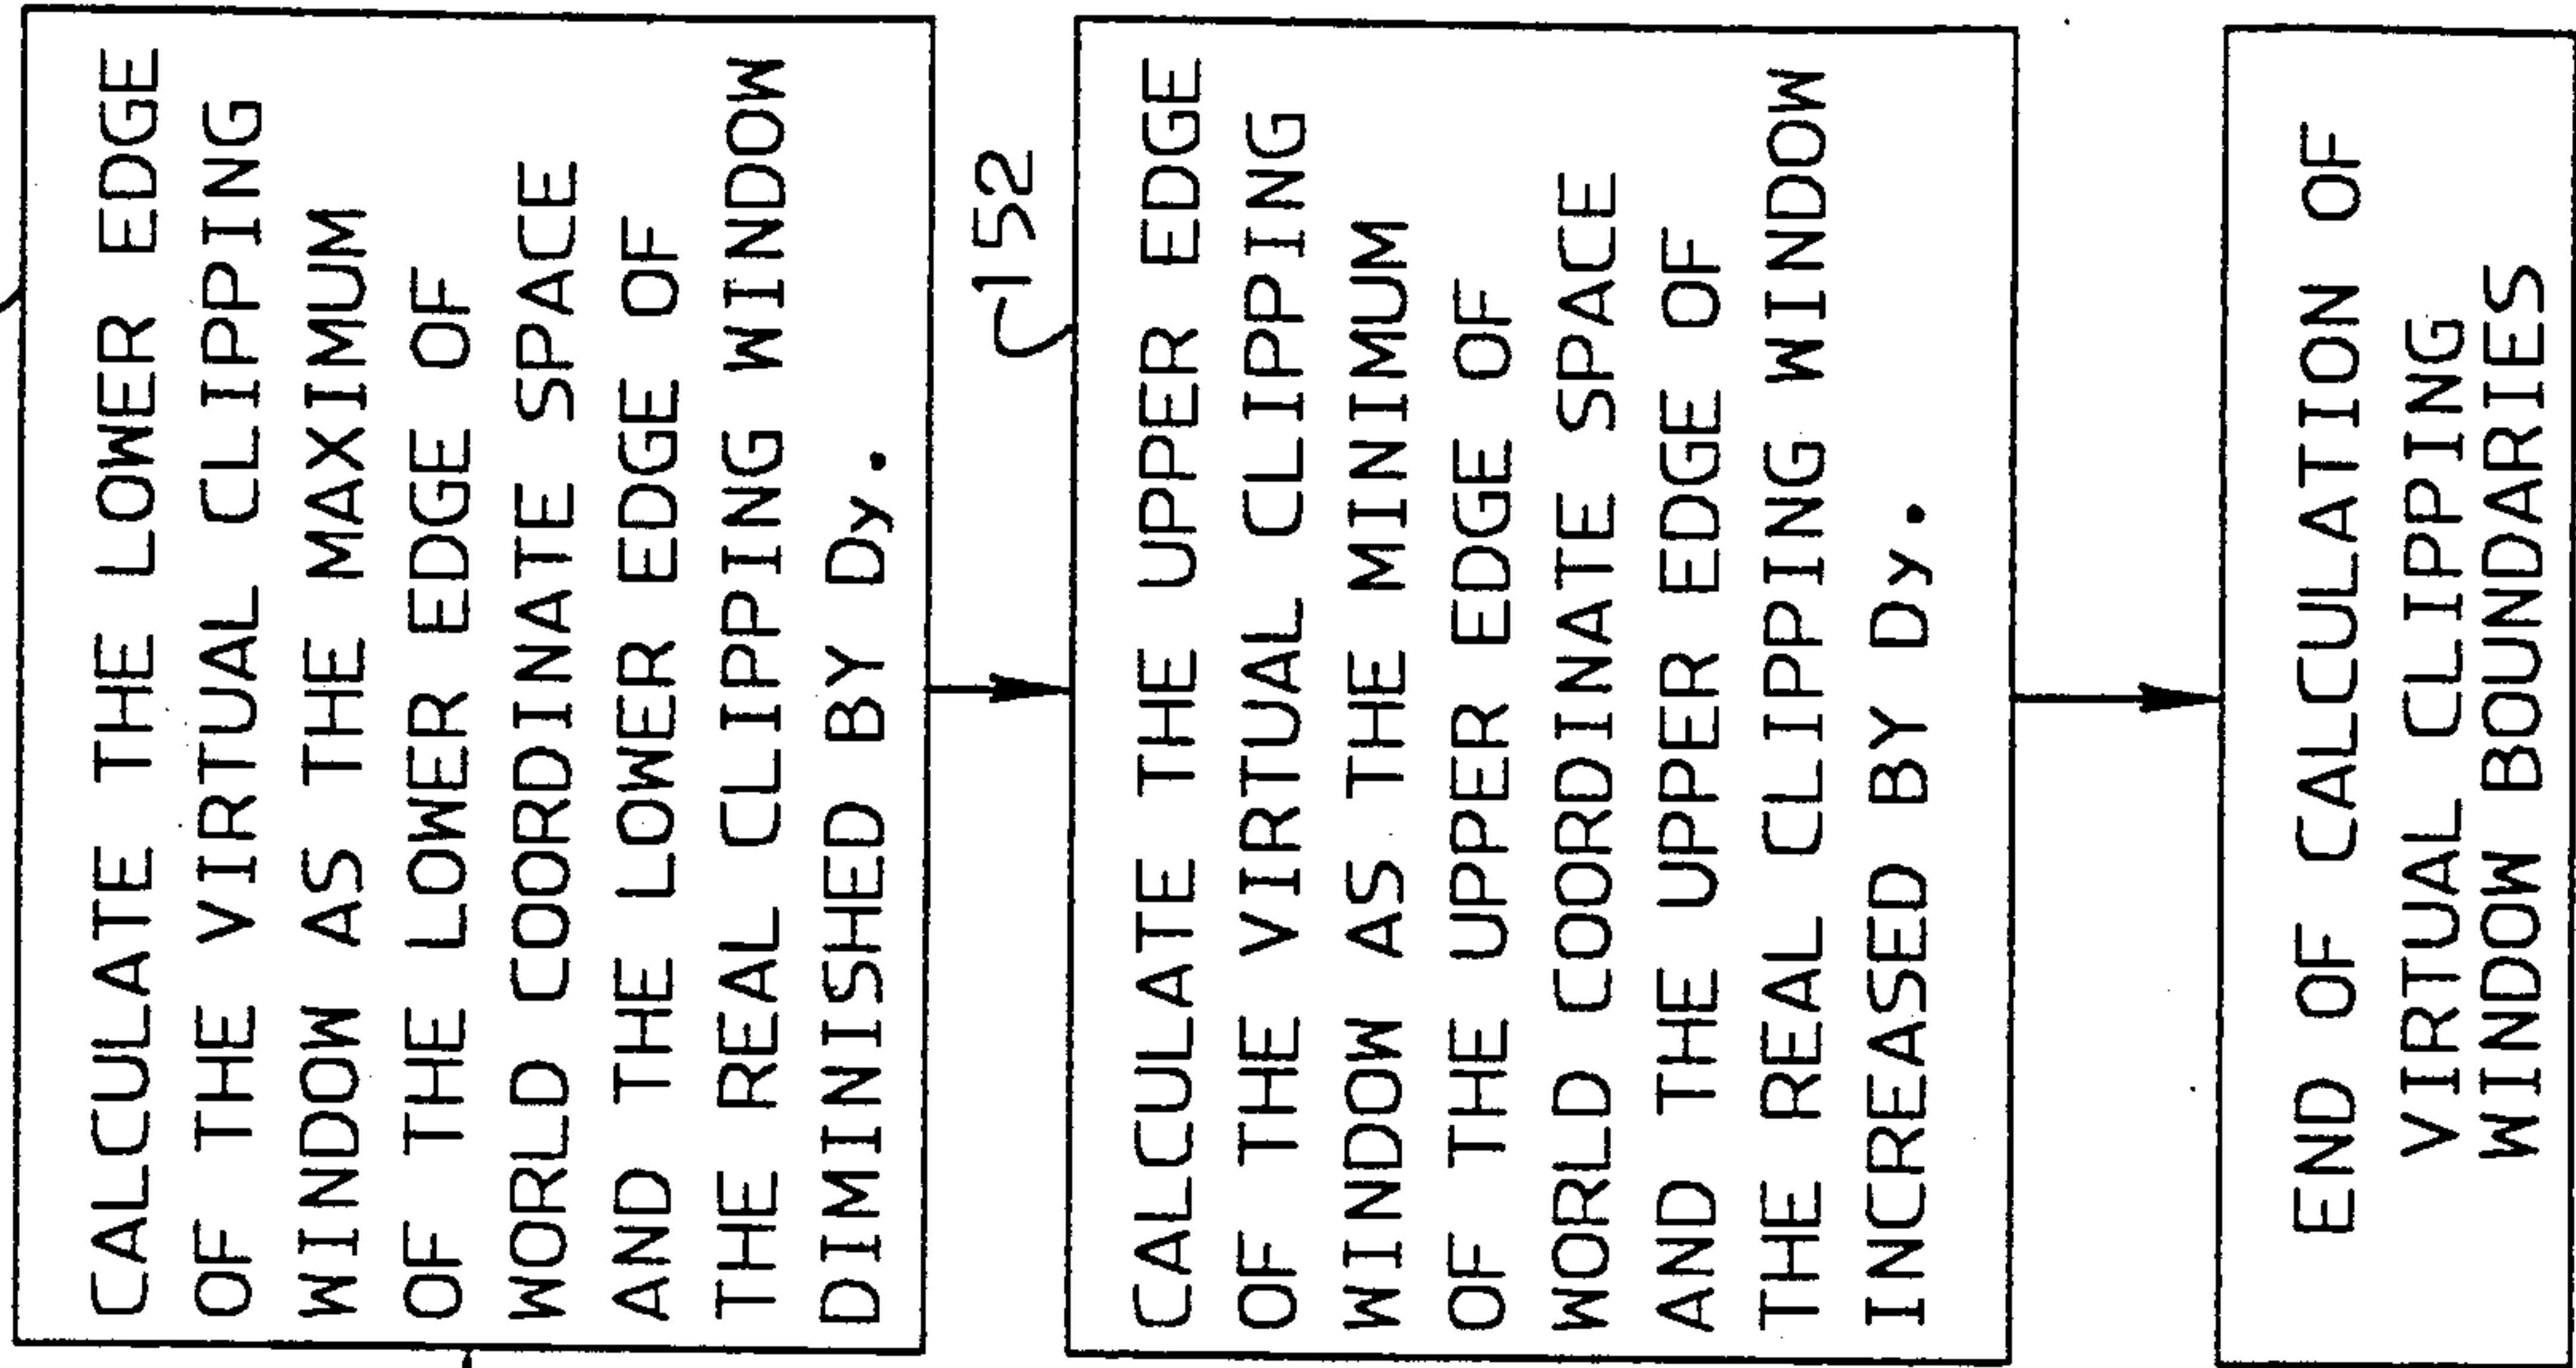 CALCULATE THE LOWER EDGE
OF THE VIRTUAL CLIPPING
WINDOW AS THE MAXIMUM
OF THE LOWER EDGE OF
WORLD COORDINATE SPACE
AND THE LOWER EDGE OF
THE REAL CLIPPING WINDOW
DIMINISHED BY Dy.
152
CALCULATE THE UPPER EDGE
OF THE VIRTUAL CLIPPING
WINDOW AS THE MINIMUM
OF THE UPPER EDGE OF
WORLD COORDINATE SPACE
AND THE UPPER EDGE OF
THE REAL CLIPPING WINDOW
INCREASED BY Dy.
END OF CALCULATION OF
VIRTUAL CLIPPING
WINDOW BOUNDARIES